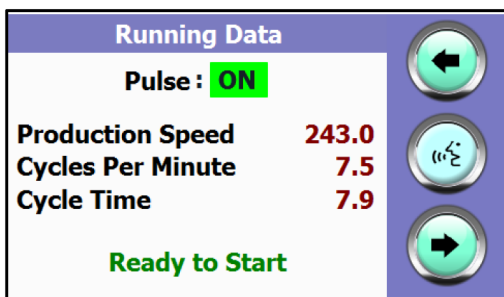 Running Data
Pulse : ON
Production Speed 243.0
Cycles Per Minute 7.5
Cycle Time 7.9
Ready to Start